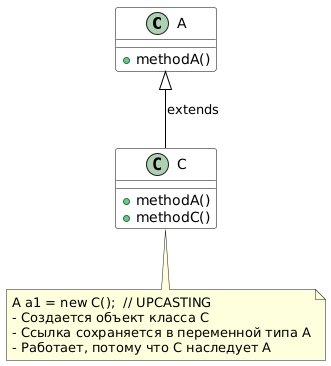 C A
+ methodA()
extends
C C
+ methodA()
+ methodC()
A a1 = new C();  // UPCASTING
- Создается объект класса C
- Ссылка сохраняется в переменной типа A
- Работает, потому что C наследует A